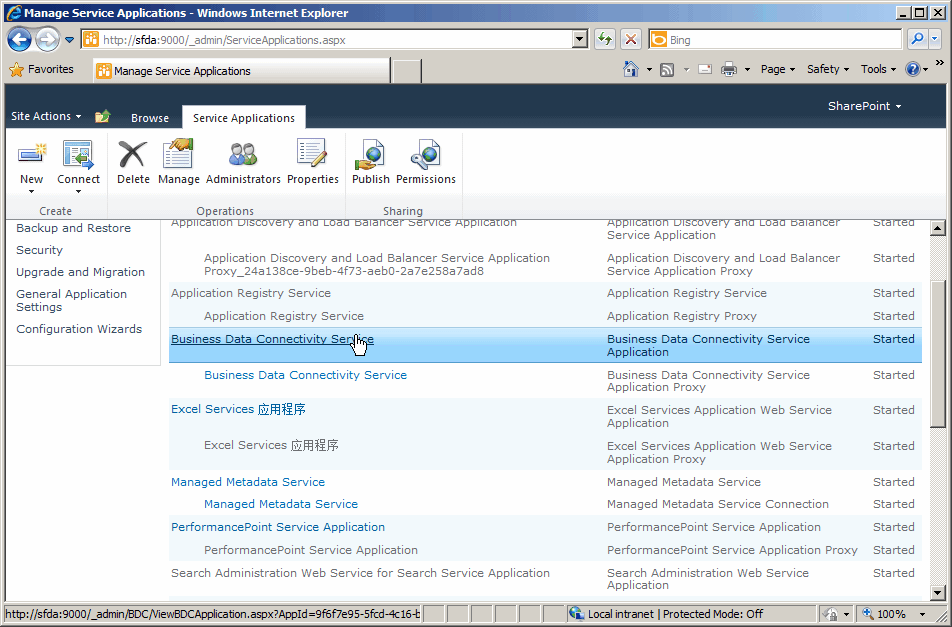 Manage Service Applications - Windows Internet Explorer
http://sfda:9000/_admin/ServiceApplications.aspx
Bing
Favorites
Manage Service Applications
Page
Safety
Tools
SharePoint
Site Actions
Browse
Service Applications
New
Connect
Delete
Manage
Administrators
Properties
Publish
Permissions
Create
Operations
Sharing
Backup and Restore
Security
Upgrade and Migration
General Application
Settings
Configuration Wizards
Application Discovery and Load Balancer Service Application
Application Discovery and Load Balancer
Service Application
Started
Application Discovery and Load Balancer Service Application
Proxy_24a138ce-9beb-4f73-aeb0-2a7e258a7ad8
Application Discovery and Load Balancer
Service Application Proxy
Started
Application Registry Service
Application Registry Service
Started
Application Registry Service
Application Registry Proxy
Started
Business Data Connectivity Service
Business Data Connectivity Service
Application
Started
Business Data Connectivity Service
Business Data Connectivity Service
Application Proxy
Started
Excel Services 应用程序
Excel Services Application Web Service
Application
Started
Excel Services 应用程序
Excel Services Application Web Service
Application Proxy
Started
Managed Metadata Service
Managed Metadata Service
Started
Managed Metadata Service
Managed Metadata Service Connection
Started
PerformancePoint Service Application
PerformancePoint Service Application
Started
PerformancePoint Service Application
PerformancePoint Service Application Proxy
Started
Search Administration Web Service for Search Service Application
Search Administration Web Service
Application
Started
http://sfda:9000/_admin/BDC/ViewBDCApplication.aspx?AppId=9f6f7e95-5fcd-4c16-b
Local intranet | Protected Mode: Off
100%